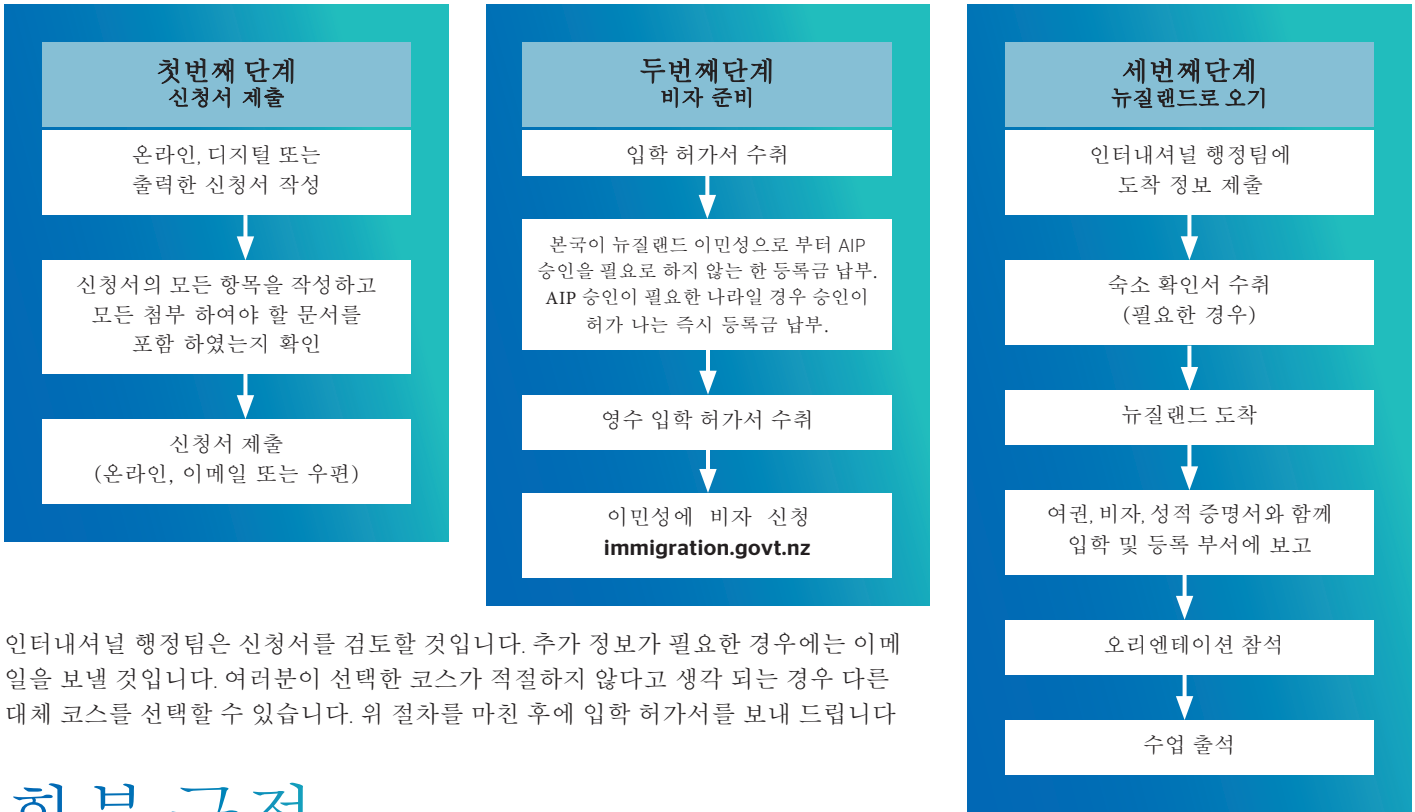 첫번째 단계
신청서 제출
온라인, 디지털 또는
출력한 신청서 작성
신청서의 모든 항목을 작성하고
모든 첨부 하여야 할 문서를
포함 하였는지 확인
신청서 제출
(온라인, 이메일 또는 우편)
두번째단계
비자 준비
입학 허가서 수취
본국이 뉴질랜드 이민성으로 부터 AIP
승인을 필요로 하지 않는 한 등록금 납부.
AIP 승인이 필요한 나라일 경우 승인이
허가 나는 즉시 등록금 납부.
영수 입학 허가서 수취
이민성에 비자 신청
immigration.govt.nz
세번째단계
뉴질랜드로 오기
인터내셔널 행정팀에
도착 정보 제출
숙소 확인서 수취
(필요한 경우)
뉴질랜드 도착
여권, 비자, 성적 증명서와 함께
입학 및 등록 부서에 보고
오리엔테이션 참석
수업 출석
인터내셔널 행정팀은 신청서를 검토할 것입니다. 추가 정보가 필요한 경우에는 이메
일을 보낼 것입니다. 여러분이 선택한 코스가 적절하지 않다고 생각 되는 경우 다른
대체 코스를 선택할 수 있습니다. 위 절차를 마친 후에 입학 허가서를 보내 드립니다